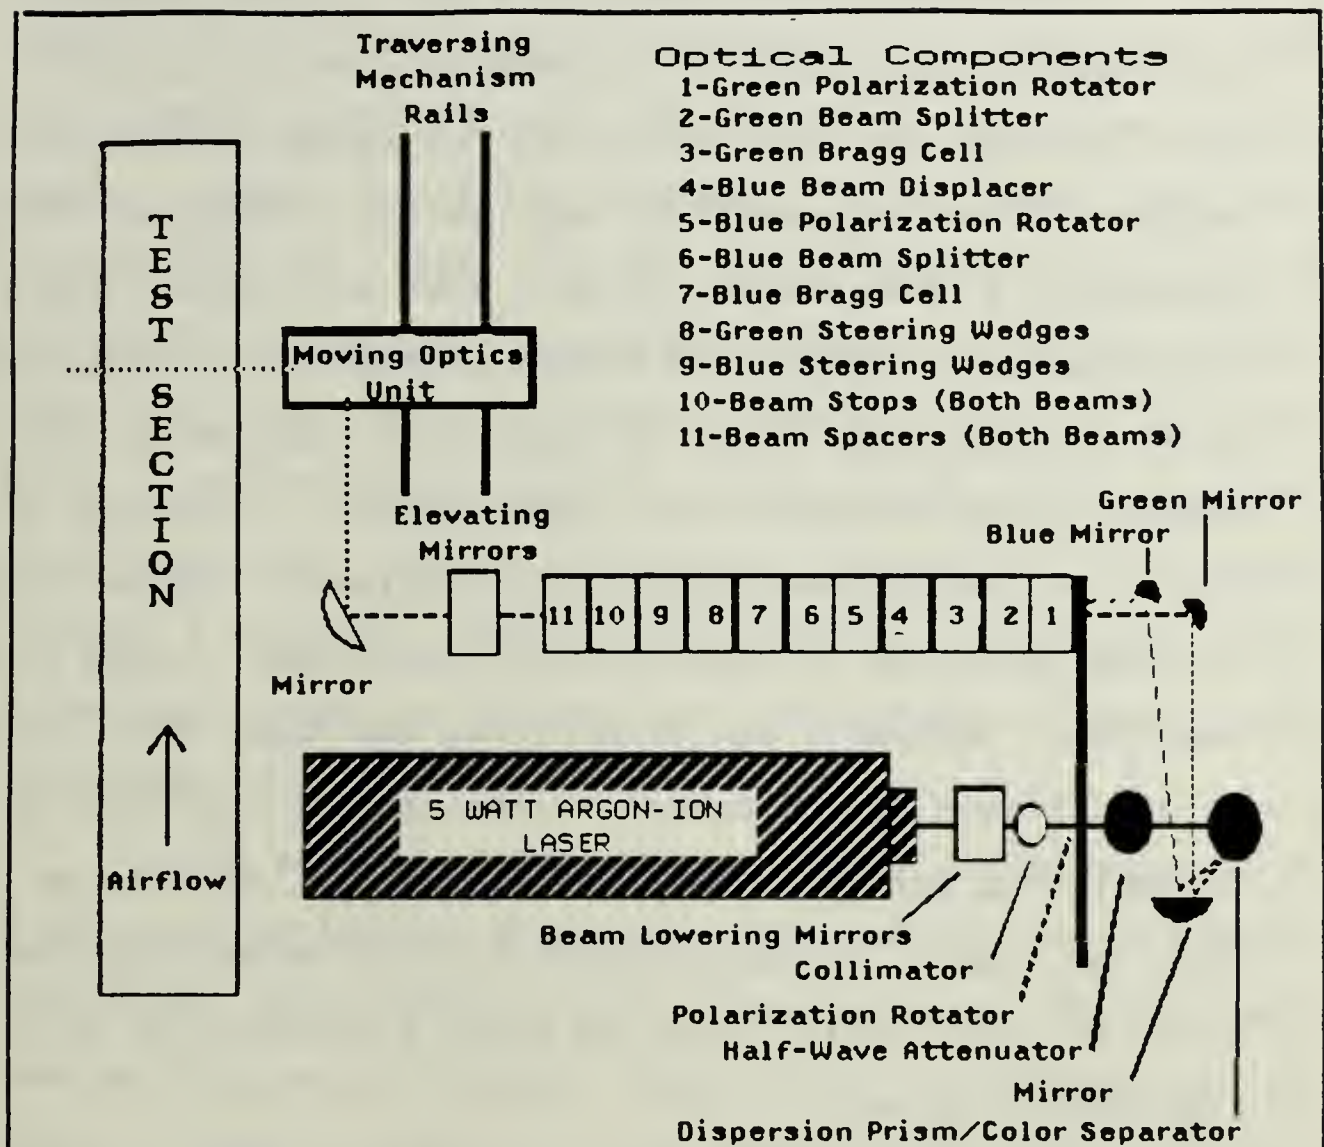 Traversing
Mechanism
Rails
Optical Components
1-Green Polarization Rotator
2-Green Beam Splitter
3-Green Bragg Cell
4-Blue Beam Displacer
5-Blue Polarization Rotator
6-Blue Beam Splitter
7-Blue Bragg Cell
8-Green Steering Wedges
9-Blue Steering Wedges
10-Beam Stops (Both Beams)
11-Beam Spacers (Both Beams)
TEST SECTION
Moving Optics
Unit
Elevating
Mirrors
Green Mirror
Blue Mirror
11 10 9 8 7 6 5 4 3 2 1
Mirror
5 WATT ARGON-ION
LASER
Airflow
Beam Lowering Mirrors
Collimator
Polarization Rotator
Half-Wave Attenuator
Mirror
Dispersion Prism/Color Separator